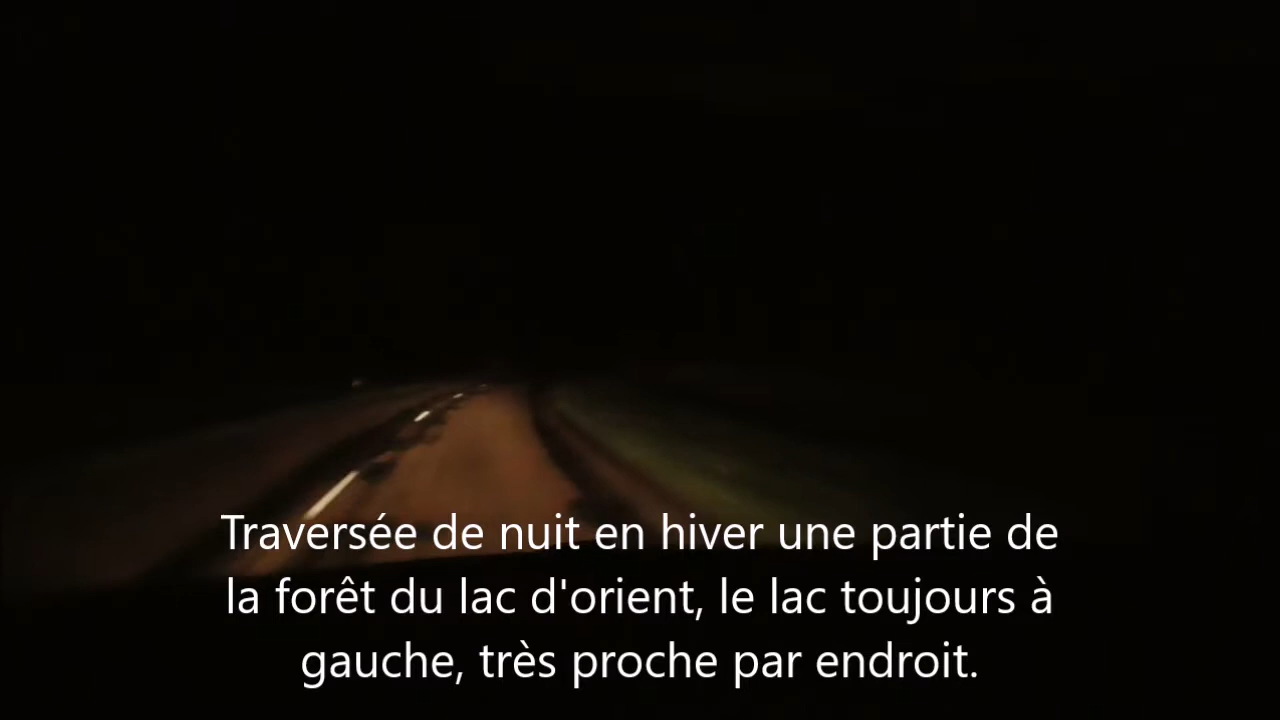 Traversée de nuit en hiver une partie de
la forêt du lac d'orient, le lac toujours à
gauche, très proche par endroit.